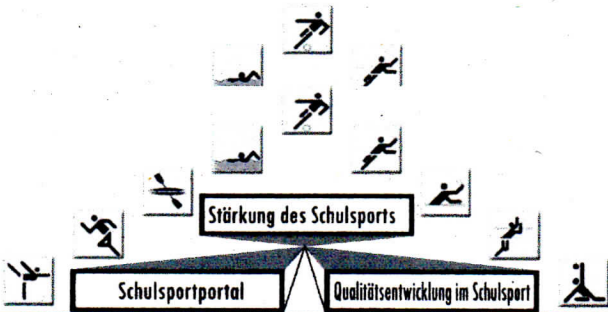 Stärkung des Schulsports
Schulsportportal
Qualitätsentwicklung im Schulsport